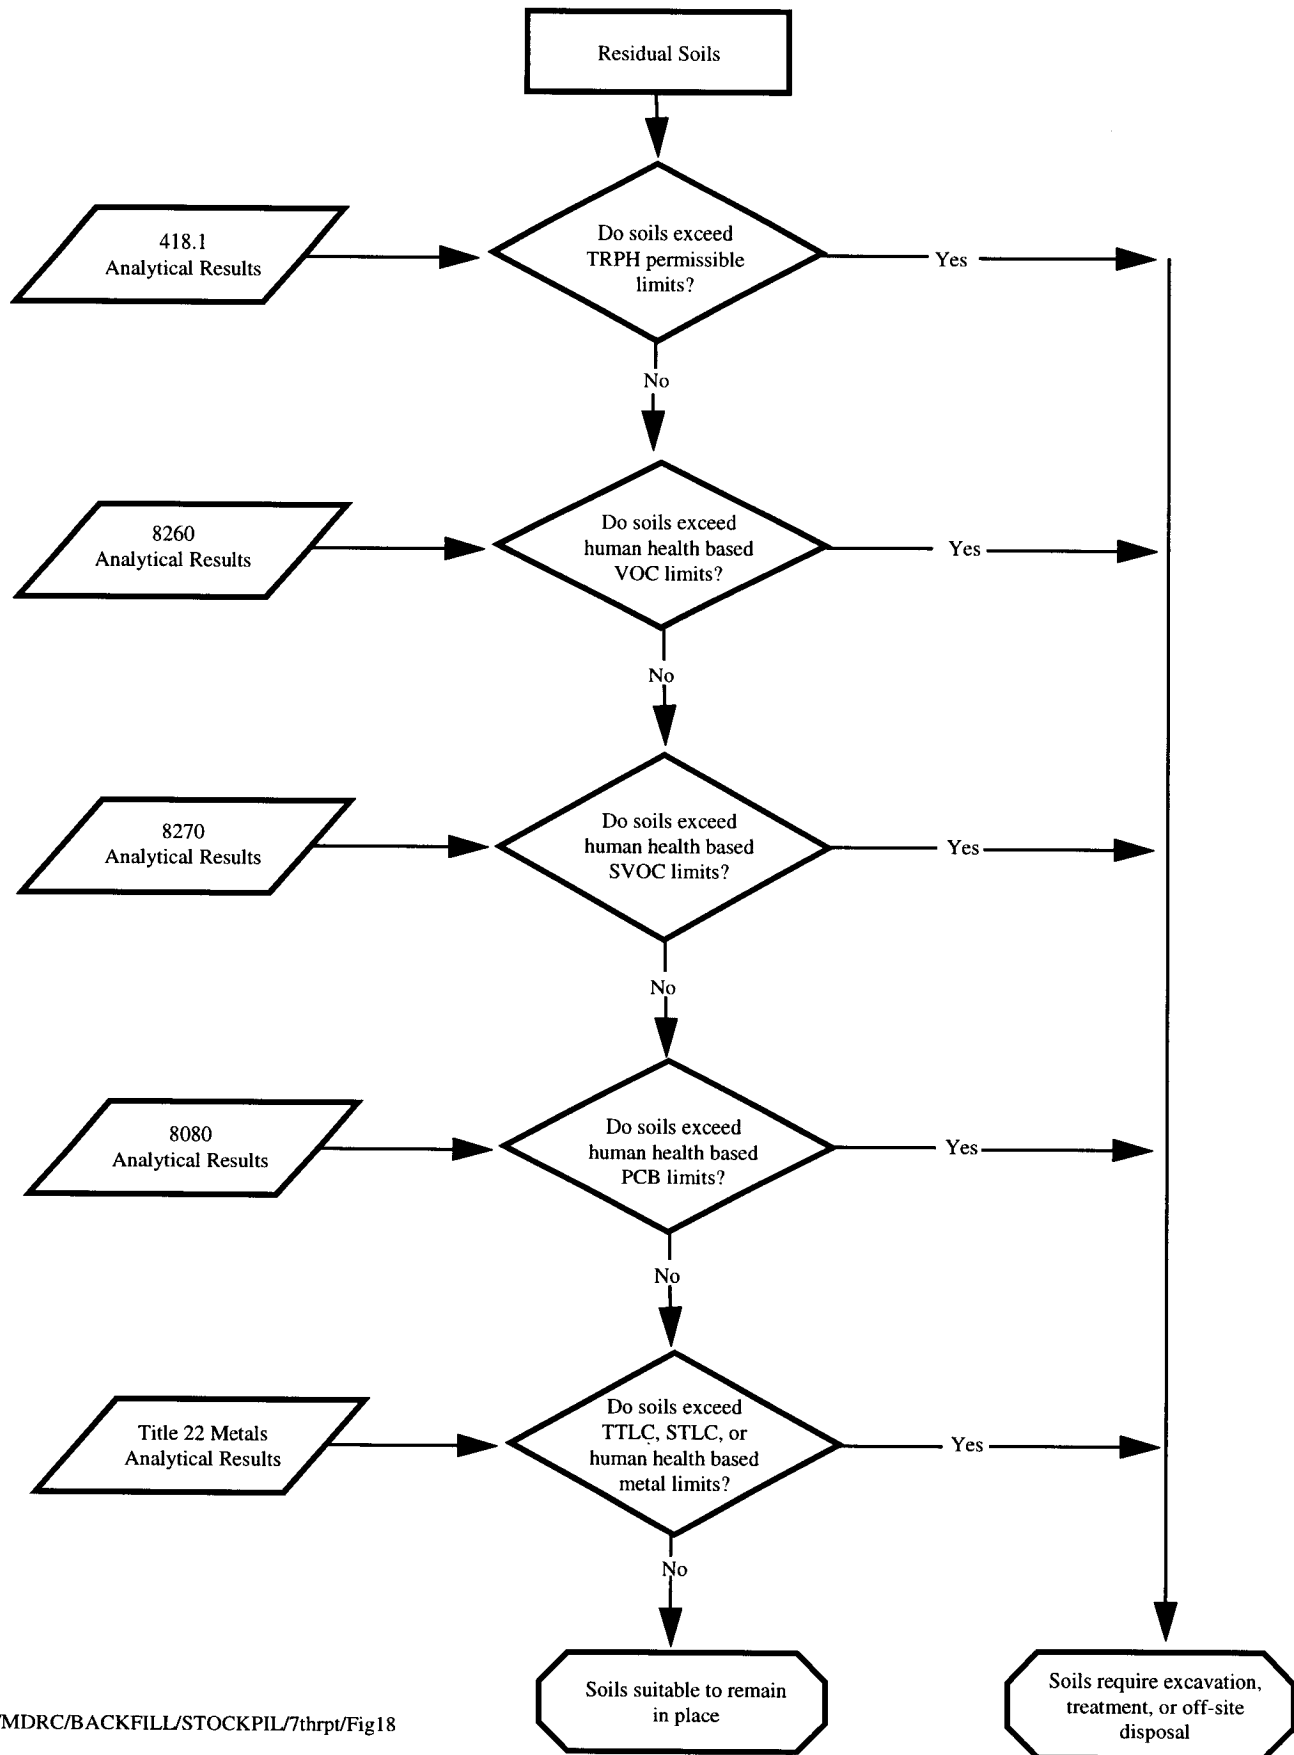 Residual Soils
418.1
Analytical Results
Do soils exceed
TRPH permissible
limits?
Yes
No
8260
Analytical Results
Do soils exceed
human health based
VOC limits?
Yes
No
8270
Analytical Results
Do soils exceed
human health based
SVOC limits?
Yes
No
8080
Analytical Results
Do soils exceed
human health based
PCB limits?
Yes
No
Title 22 Metals
Analytical Results
Do soils exceed
TTLC, STLC, or
human health based
metal limits?
Yes
No
Soils suitable to remain
in place
Soils require excavation,
treatment, or off-site
disposal
/MDRC/BACKFILL/STOCKPIL/7thrpt/Fig18